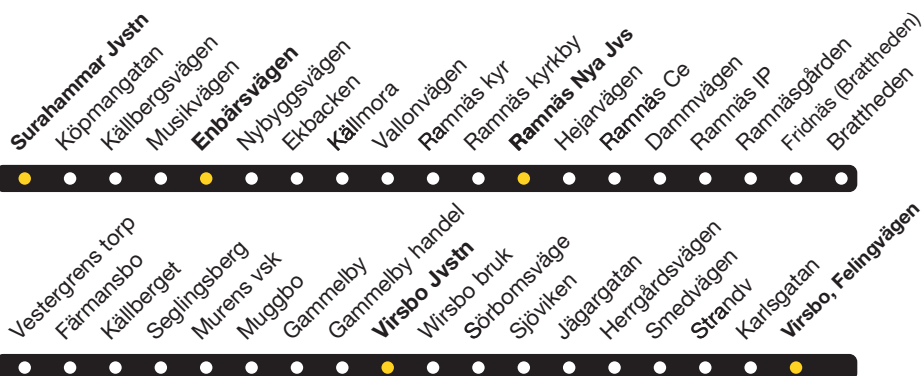 Surahammar Jvstn
Köpmangatan
Källbergsvägen
Musikvägen
Enbärsvägen
Nybyggsvägen
Ekbacken
Källmora
Vallonvägen
Ramnäs kyr
Ramnäs kyrkby
Ramnäs Nya Jvs
Hejarvägen
Ramnäs Ce
Dammvägen
Ramnäs IP
Ramnäsgården
Fridnäs (Brattheden)
Brattheden
Vestergrens torp
Färmansbo
Källberget
Seglingsberg
Murens vsk
Muggbo
Gammelby
Gammelby handel
Virsbo Jvstn
Wirsbo bruk
Sörbomsväge
Sjöviken
Jägargatan
Herrgårdsvägen
Smedvägen
Strandv
Karlsgatan
Virsbo, Felingvägen